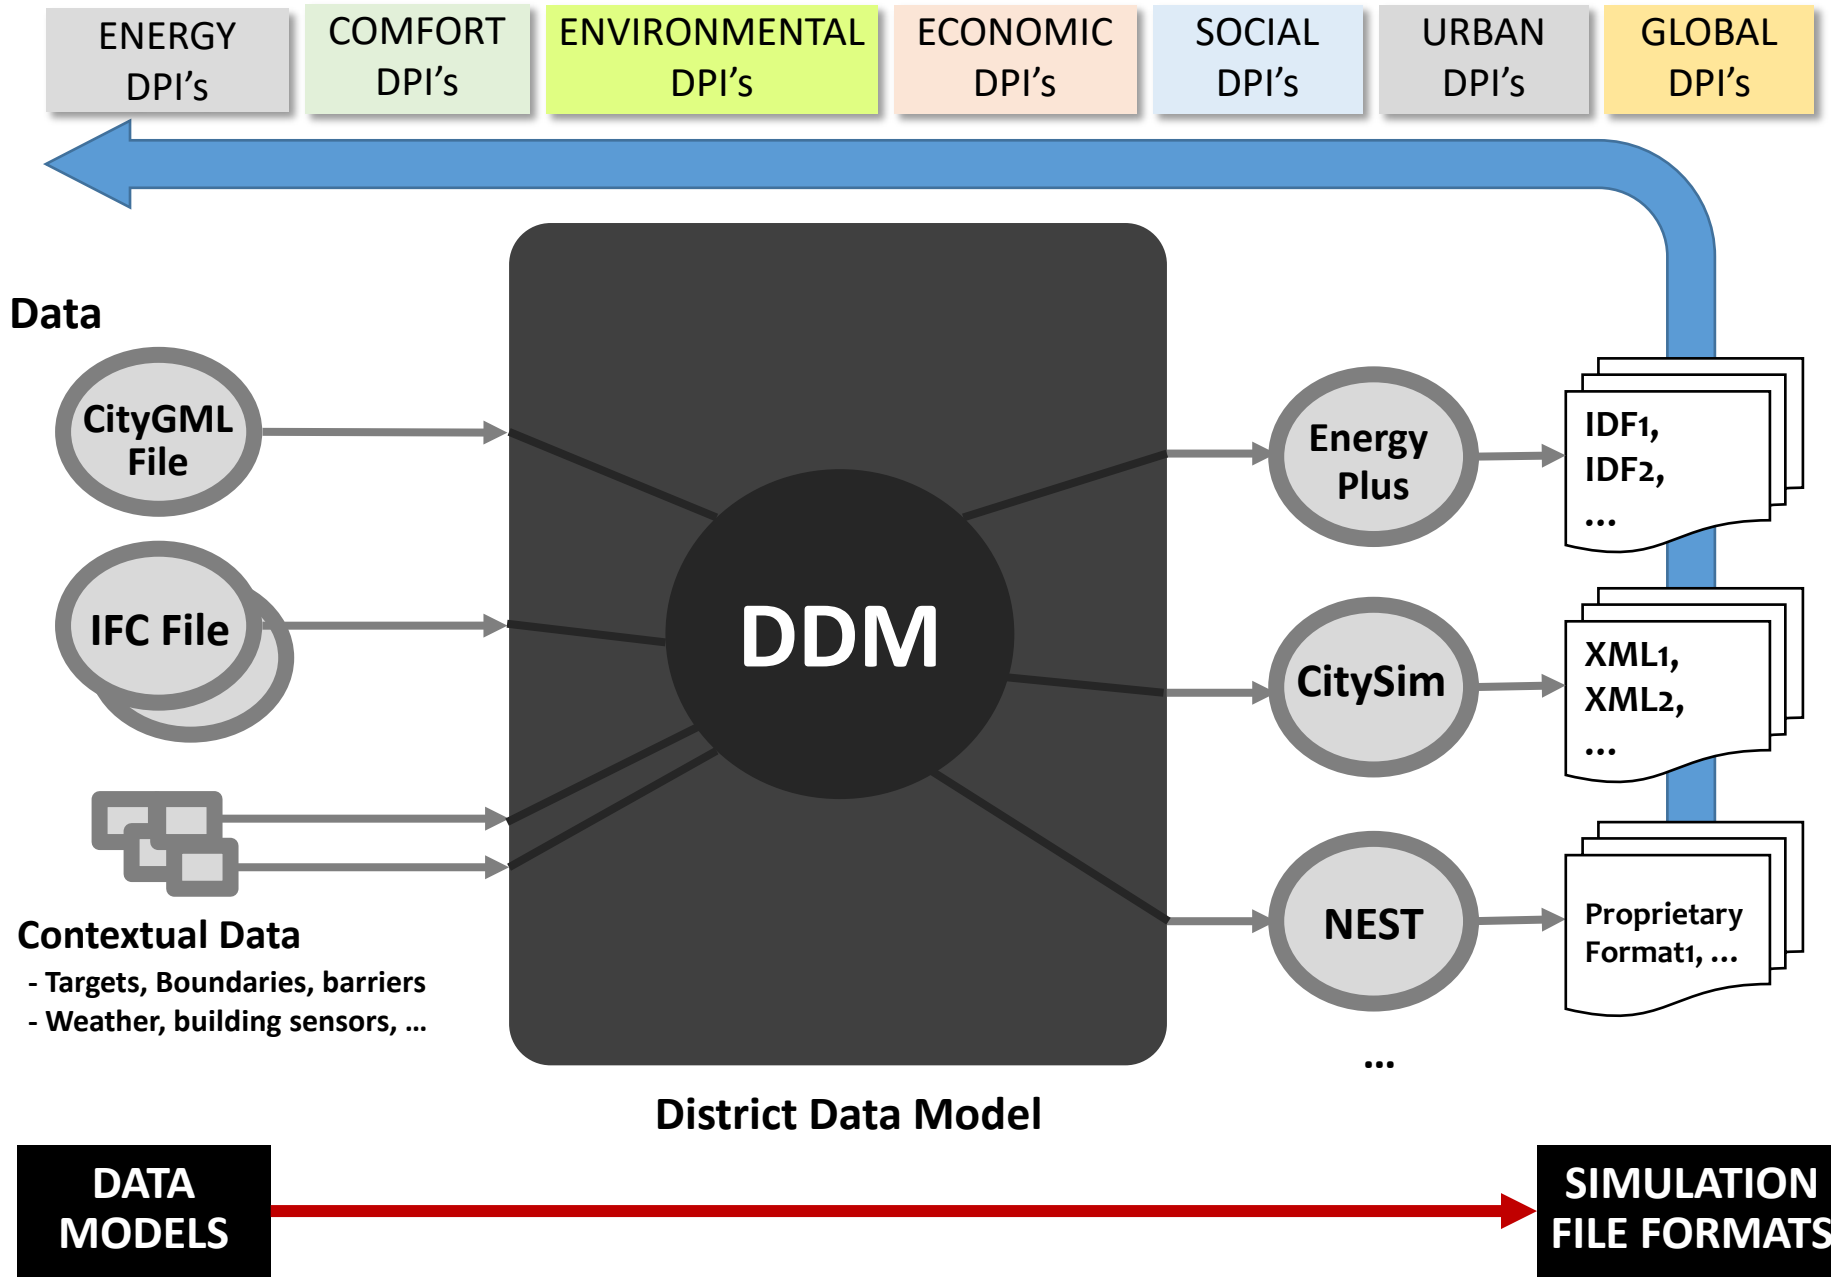 ENERGY
DPI's
COMFORT
DPI's
ENVIRONMENTAL
DPI's
ECONOMIC
DPI's
SOCIAL
DPI's
URBAN
DPI's
GLOBAL
DPI's
Data
CityGML
File
IFC File
Contextual Data
- Targets, Boundaries, barriers
- Weather, building sensors, ...
DDM
District Data Model
Energy
Plus
CitySim
NEST
...
IDF1,
IDF2,
...
XML1,
XML2,
...
Proprietary
Format1, ...
DATA
MODELS
SIMULATION
FILE FORMATS